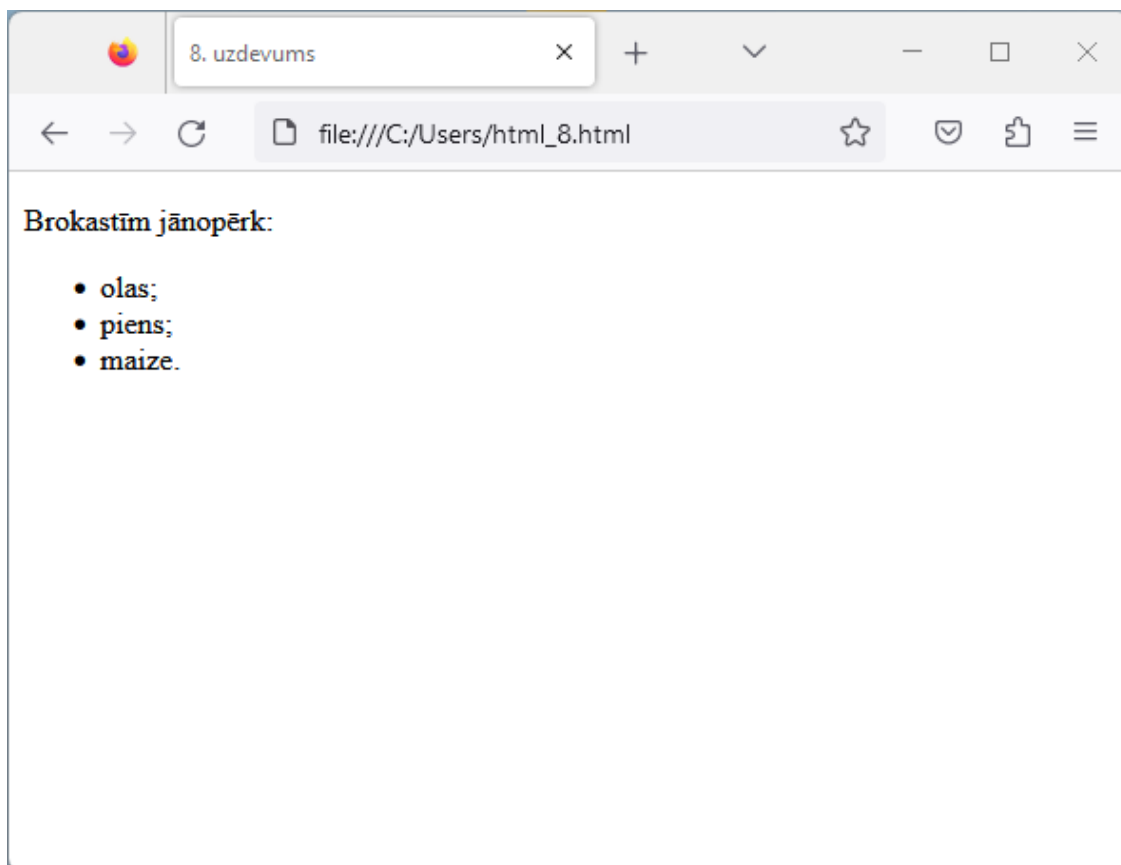 8. uzdevums
file:///C:/Users/html_8.html
Brokastīm jānopērk:
• olas;
• piens;
• maize.